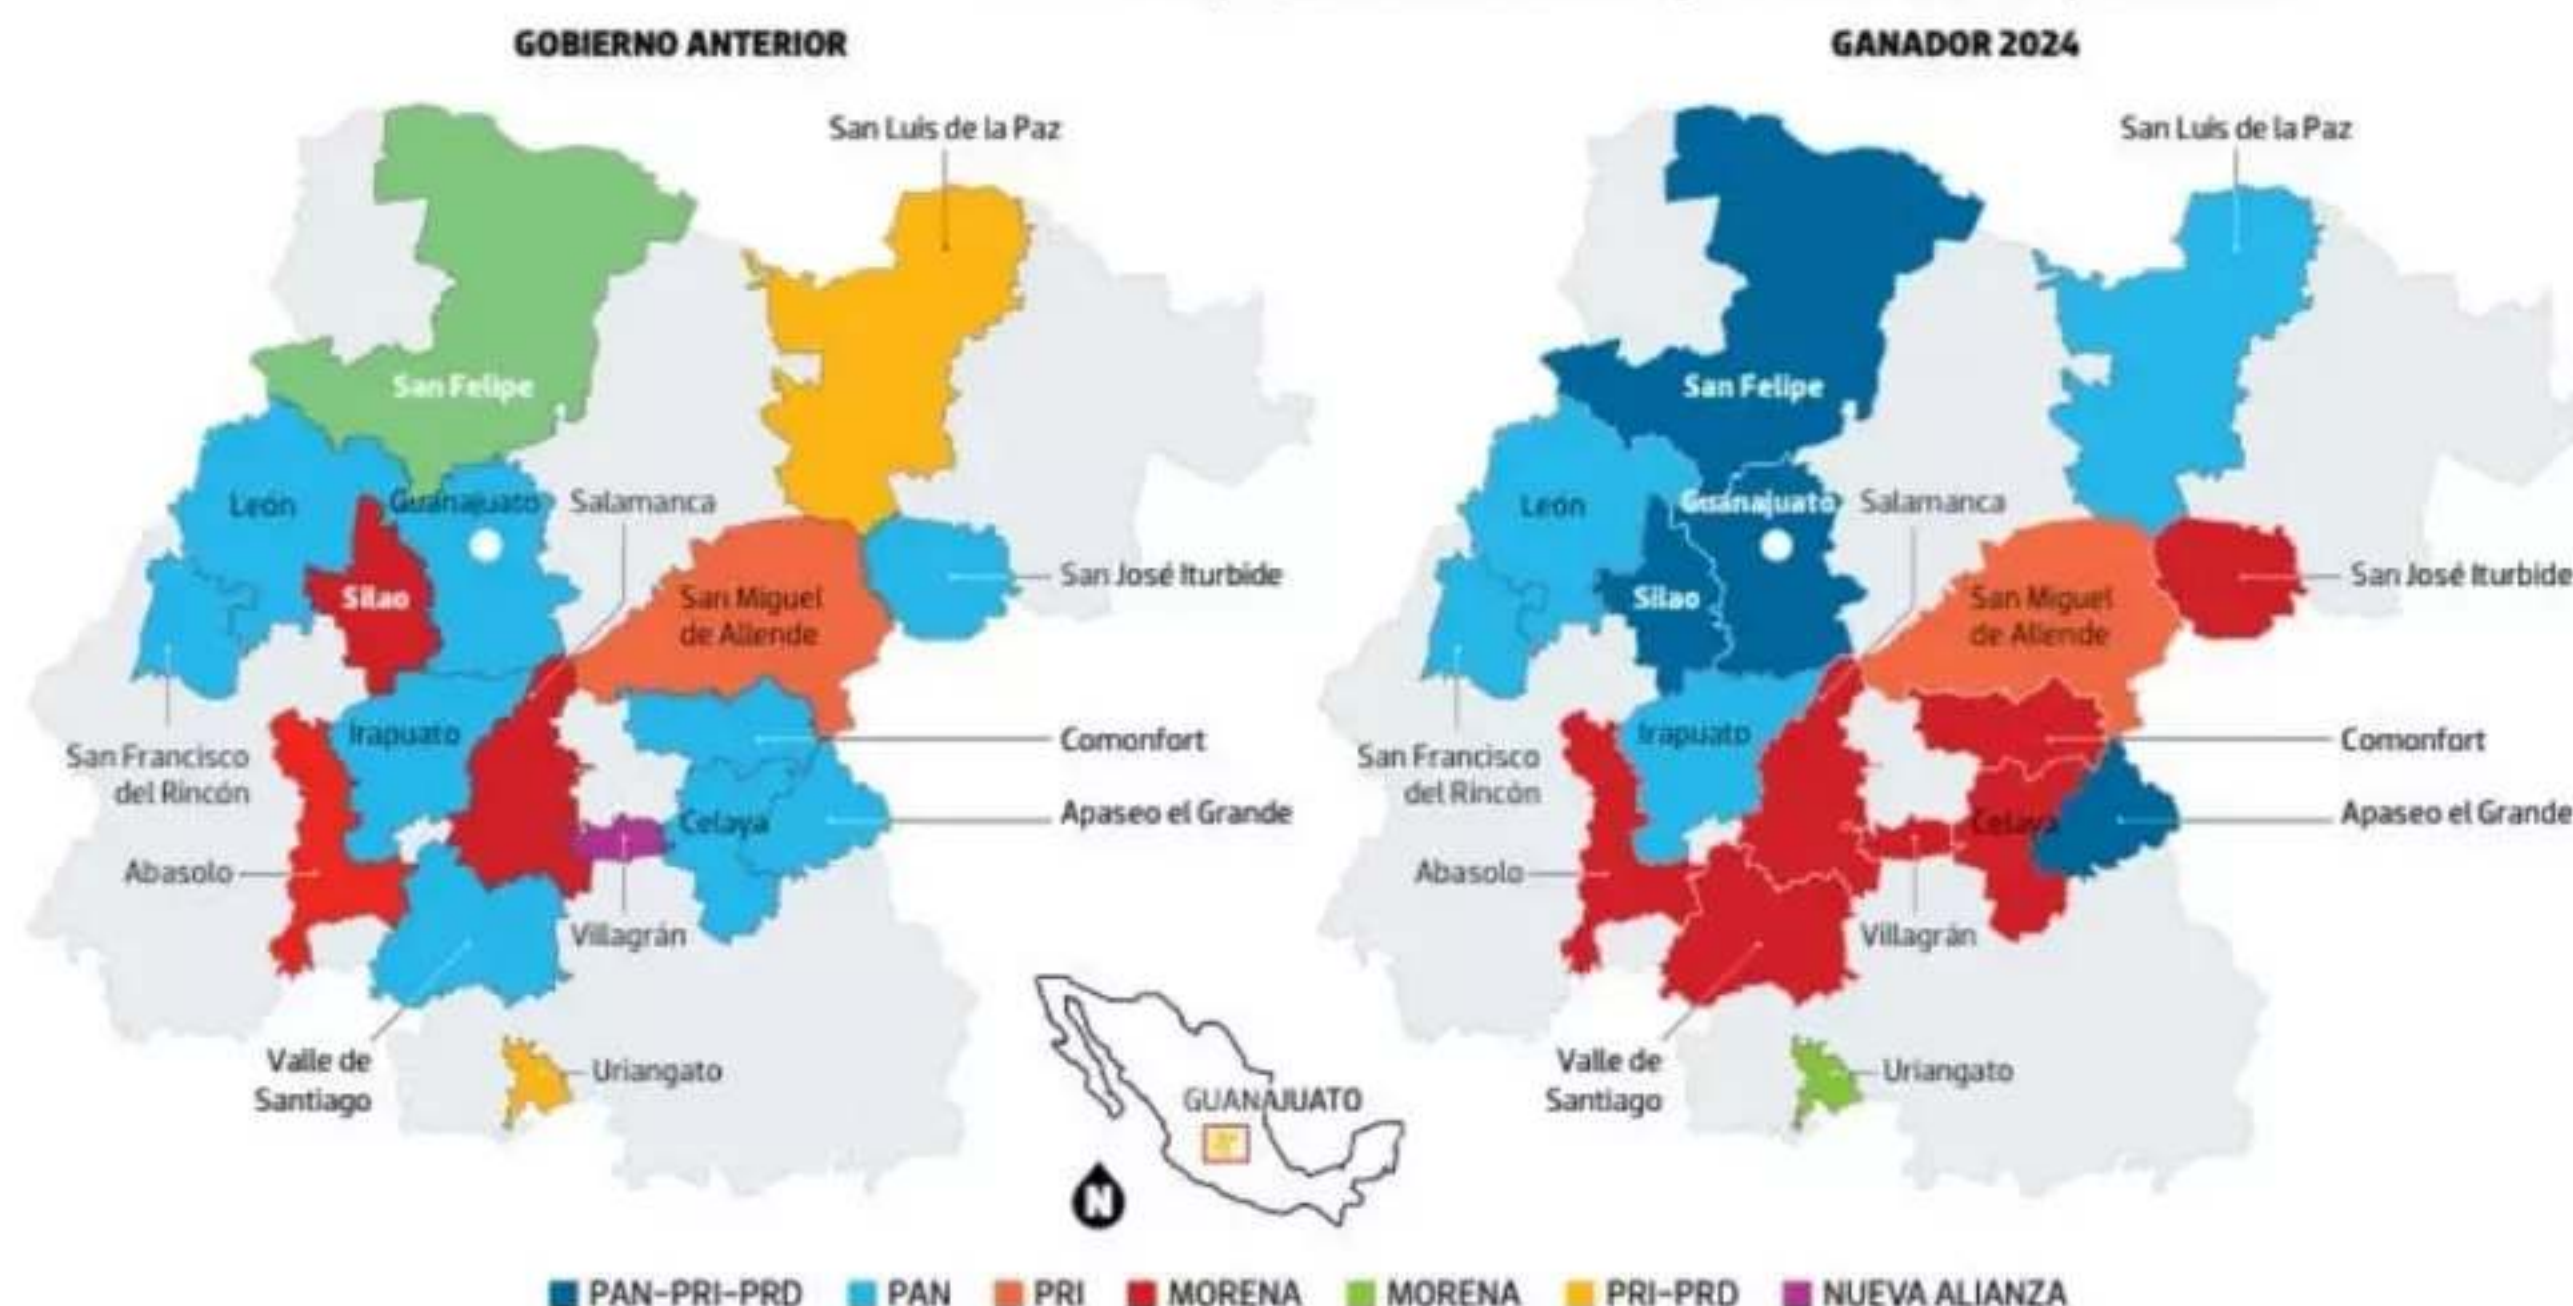 GOBIERNO ANTERIOR
San Luis de la Paz
San Felipe
León
Guanajuato
Salamanca
Silao
San Miguel
de Allende
San José Iturbide
Irapuato
San Francisco
del Rincón
Comonfort
Celaya
Apaseo el Grande
Abasolo
Villagrán
Valle de
Santiago
Uriangato
GANADOR 2024
San Luis de la Paz
San Felipe
León
Guanajuato
Salamanca
Silao
San Miguel
de Allende
San José Iturbide
Irapuato
San Francisco
del Rincón
Comonfort
Celaya
Apaseo el Grande
Abasolo
Villagrán
Valle de
Santiago
Uriangato
GUANAJUATO
N
PAN-PRI-PRD PAN PRI MORENA MORENA PRI-PRD NUEVA ALIANZA